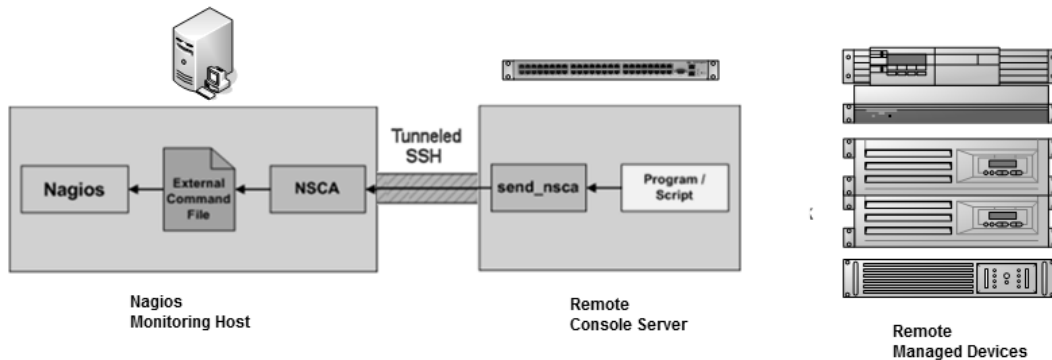 Tunneled
SSH
Nagios
External
Command
File
NSCA
send_nsca
Program /
Script
Nagios
Monitoring Host
Remote
Console Server
Remote
Managed Devices